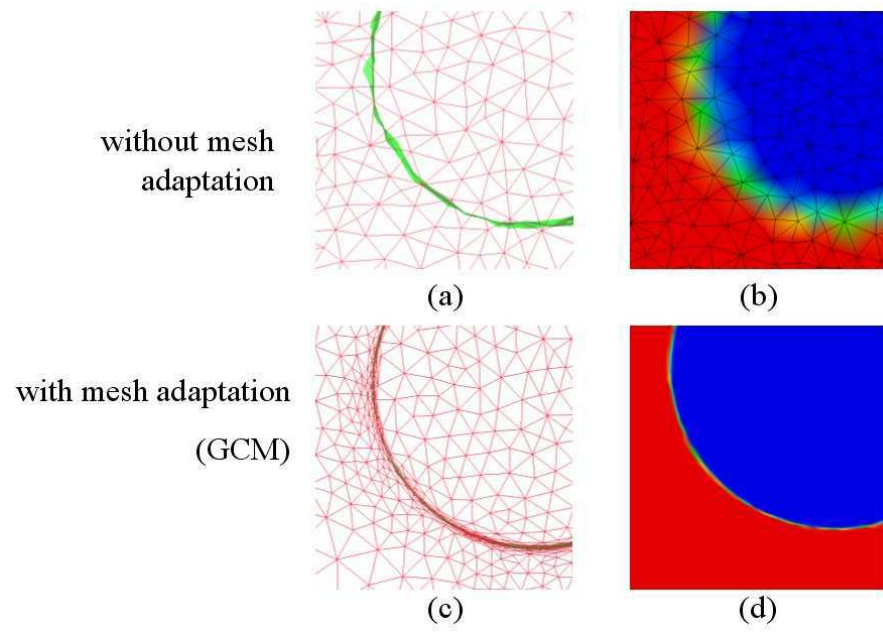 without mesh
adaptation
(a)
(b)
with mesh adaptation
(GCM)
(c)
(d)